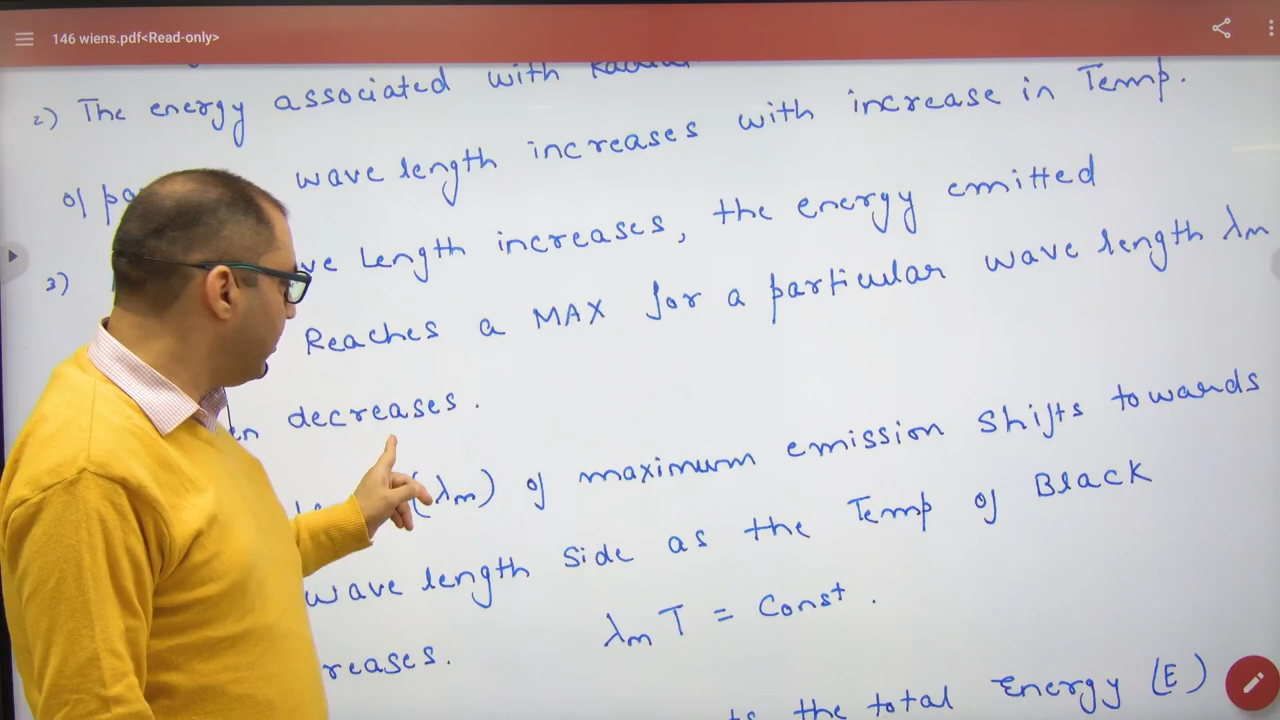 146 wiens.pdf<Read-only>
2) The energy associated with
of wave length increases with increase in Temp.
3) Length increases, the energy emitted
Reaches a MAX for a particular wave length λm
decreases.
(λm) of maximum emission shifts towards
wave length side as the Temp of Black
λm T = Const.
the total Energy (E)